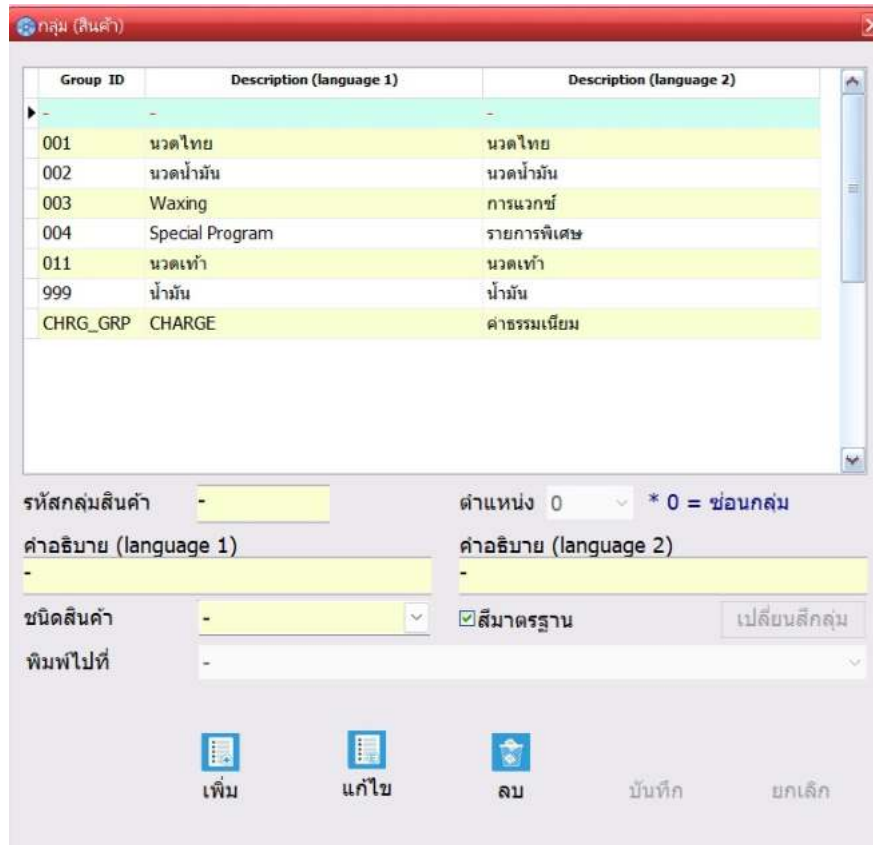 กลุ่ม (สินค้า)
Group ID Description (language 1) Description (language 2)
- - -
001 นวดไทย นวดไทย
002 นวดน้ำมัน นวดน้ำมัน
003 Waxing การแวกซ์
004 Special Program รายการพิเศษ
011 นวดเท้า นวดเท้า
999 น้ำมัน น้ำมัน
CHRG_GRP CHARGE ค่าธรรมเนียม
รหัสกลุ่มสินค้า - ตำแหน่ง 0 * 0 = ซ่อนกลุ่ม
คำอธิบาย (language 1) คำอธิบาย (language 2)
- -
ชนิดสินค้า - สีมาตรฐาน เปลี่ยนสีกลุ่ม
พิมพ์ไปที่ -
เพิ่ม แก้ไข ลบ บันทึก ยกเลิก